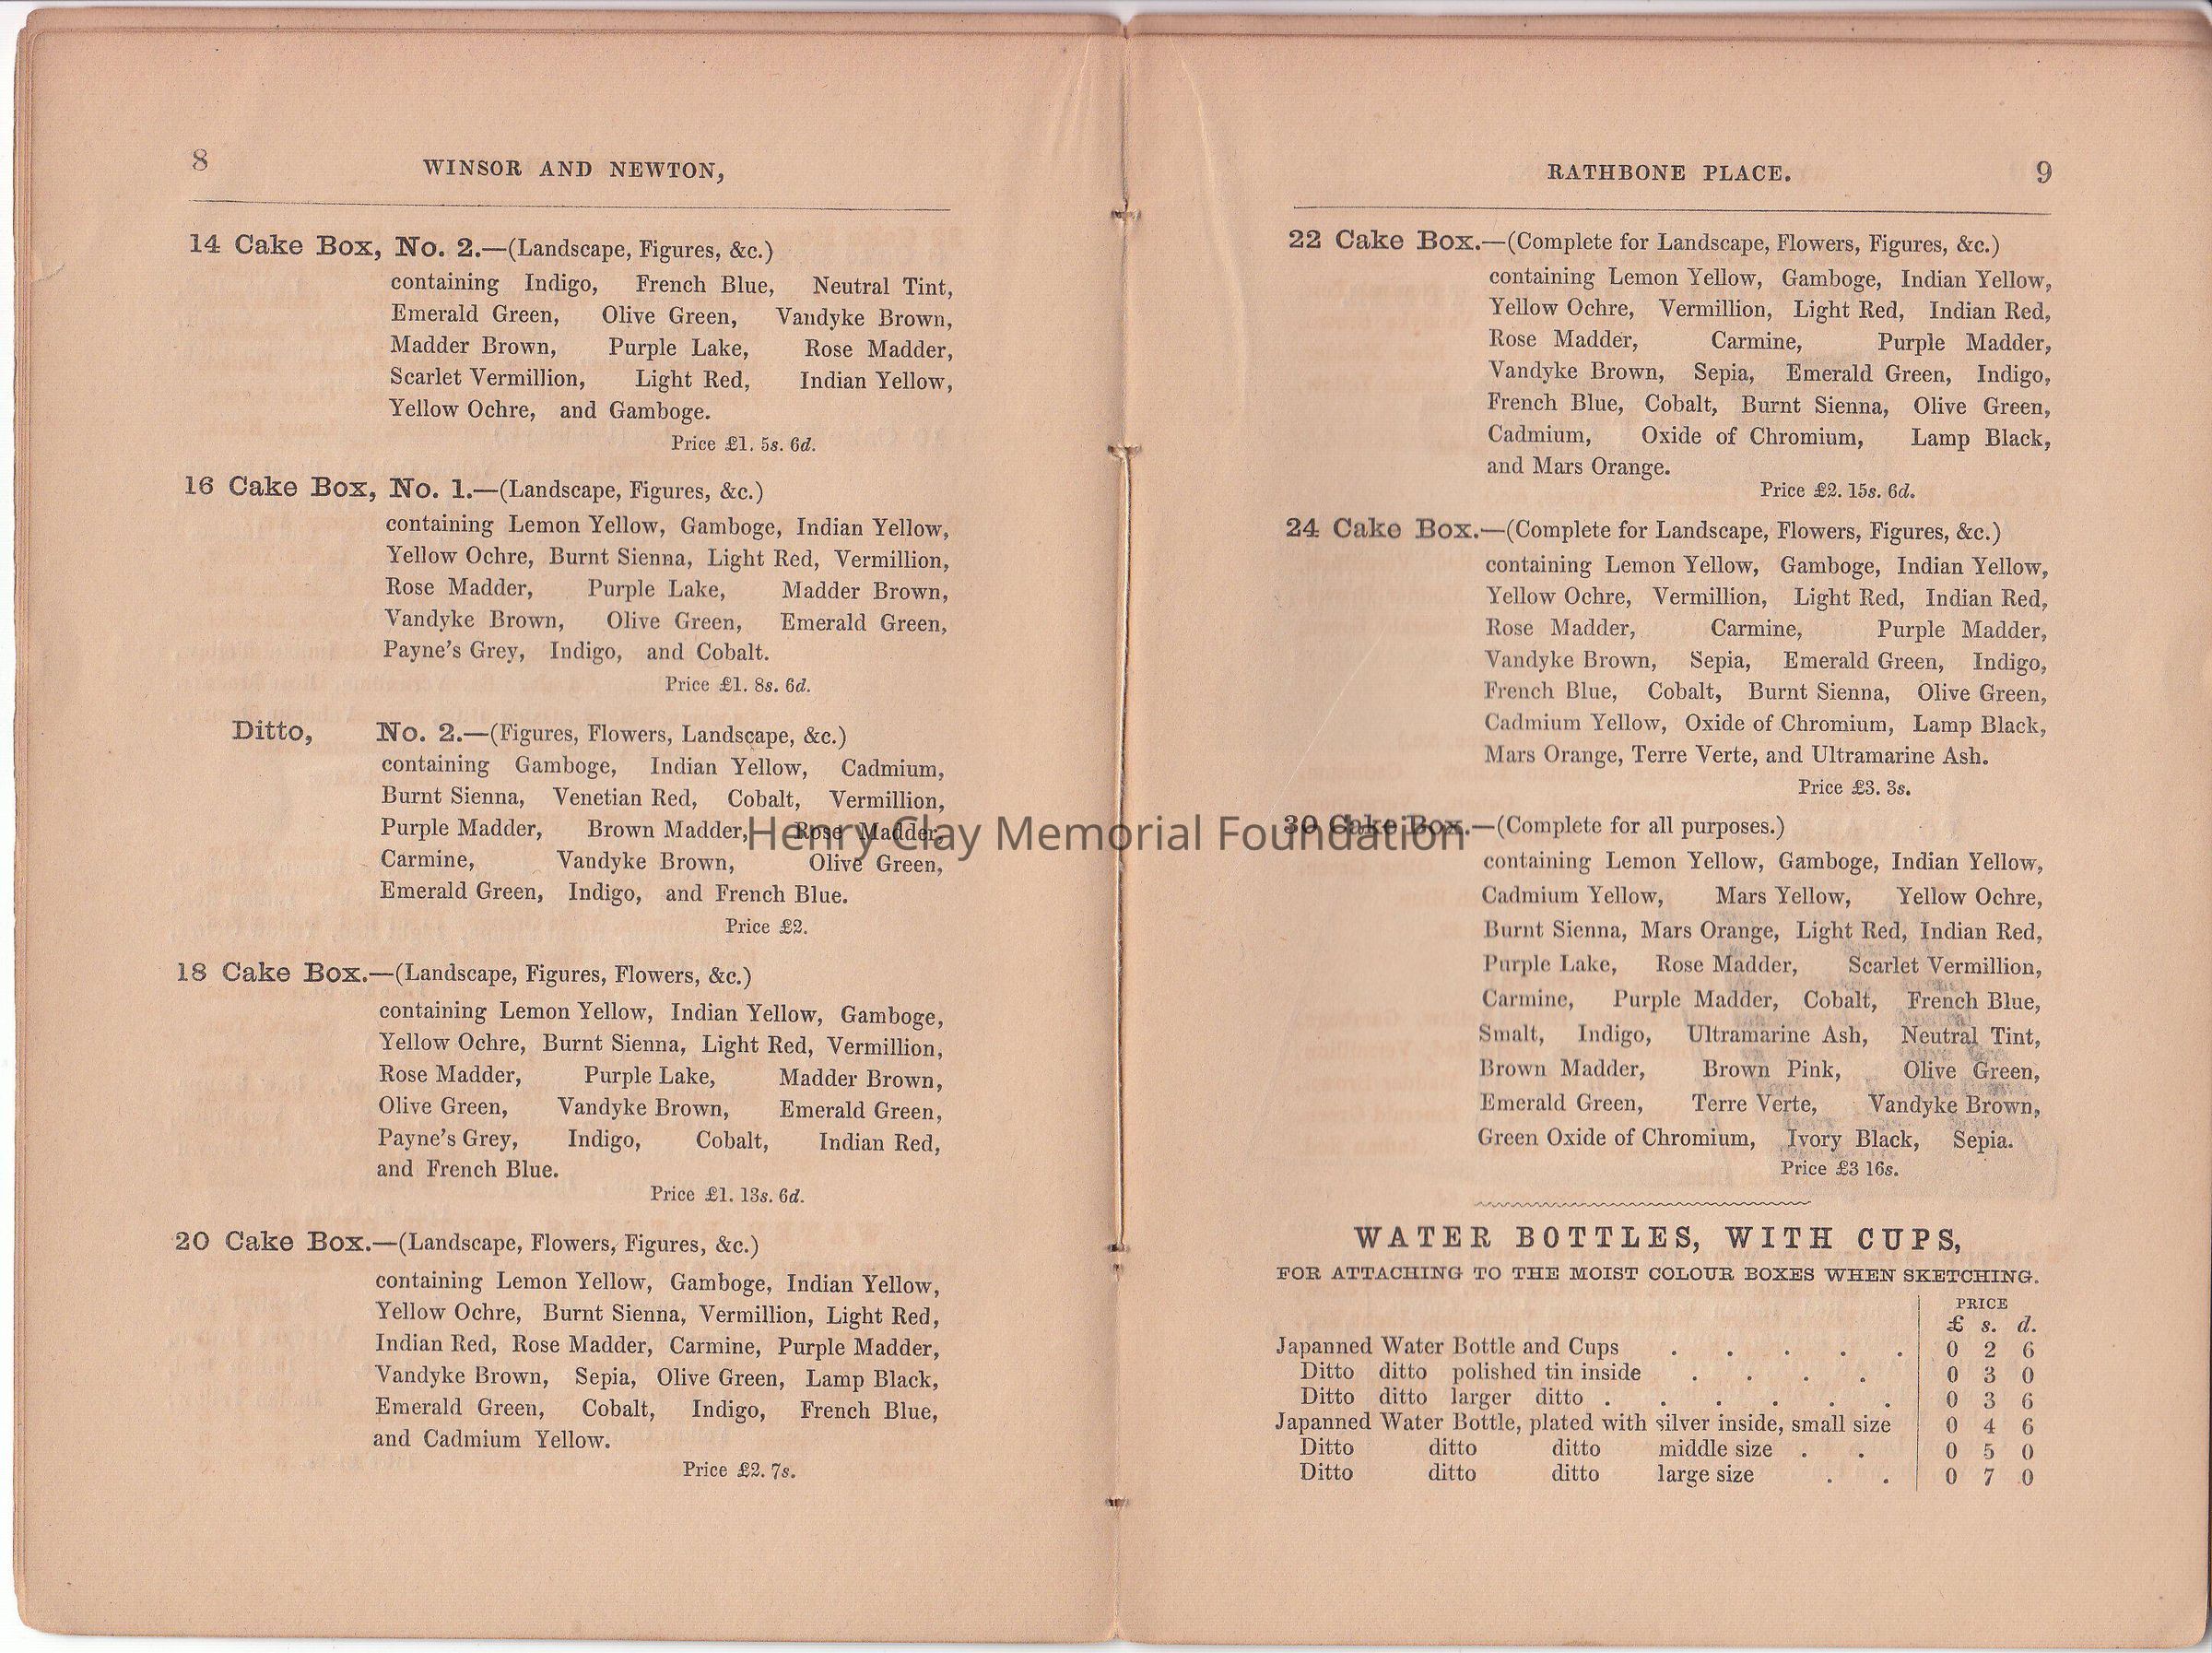 8
WINSOR AND NEWTON,
14 Cake Box, No. 2.—(Landscape, Figures, &c.)
containing Indigo, French Blue, Neutral Tint,
Emerald Green, Olive Green, Vandyke Brown,
Madder Brown, Purple Lake, Rose Madder,
Scarlet Vermillion, Light Red, Indian Yellow,
Yellow Ochre, and Gamboge.
Price £1. 5s. 6d.
16 Cake Box, No. 1.—(Landscape, Figures, &c.)
containing Lemon Yellow, Gamboge, Indian Yellow,
Yellow Ochre, Burnt Sienna, Light Red, Vermillion,
Rose Madder, Purple Lake, Madder Brown,
Vandyke Brown, Olive Green, Emerald Green,
Payne's Grey, Indigo, and Cobalt.
Price £1. 8s. 6d.
Ditto, No. 2.—(Figures, Flowers, Landscape, &c.)
containing Gamboge, Indian Yellow, Cadmium,
Burnt Sienna, Venetian Red, Cobalt, Vermillion,
Purple Madder, Brown Madder, Rose Madder,
Carmine, Vandyke Brown, Olive Green,
Emerald Green, Indigo, and French Blue.
Price £2.
18 Cake Box.—(Landscape, Figures, Flowers, &c.)
containing Lemon Yellow, Indian Yellow, Gamboge,
Yellow Ochre, Burnt Sienna, Light Red, Vermillion,
Rose Madder, Purple Lake, Madder Brown,
Olive Green, Vandyke Brown, Emerald Green,
Payne's Grey, Indigo, Cobalt, Indian Red,
and French Blue.
Price £1. 13s. 6d.
20 Cake Box.—(Landscape, Flowers, Figures, &c.)
containing Lemon Yellow, Gamboge, Indian Yellow,
Yellow Ochre, Burnt Sienna, Vermillion, Light Red,
Indian Red, Rose Madder, Carmine, Purple Madder,
Vandyke Brown, Sepia, Olive Green, Lamp Black,
Emerald Green, Cobalt, Indigo, French Blue,
and Cadmium Yellow.
Price £2. 7s.
Henry Clay Memorial Foundation
RATHBONE PLACE.
9
22 Cake Box.—(Complete for Landscape, Flowers, Figures, &c.)
containing Lemon Yellow, Gamboge, Indian Yellow,
Yellow Ochre, Vermillion, Light Red, Indian Red,
Rose Madder, Carmine, Purple Madder,
Vandyke Brown, Sepia, Emerald Green, Indigo,
French Blue, Cobalt, Burnt Sienna, Olive Green,
Cadmium, Oxide of Chromium, Lamp Black,
and Mars Orange.
Price £2. 15s. 6d.
24 Cake Box.—(Complete for Landscape, Flowers, Figures, &c.)
containing Lemon Yellow, Gamboge, Indian Yellow,
Yellow Ochre, Vermillion, Light Red, Indian Red,
Rose Madder, Carmine, Purple Madder,
Vandyke Brown, Sepia, Emerald Green, Indigo,
French Blue, Cobalt, Burnt Sienna, Olive Green,
Cadmium Yellow, Oxide of Chromium, Lamp Black,
Mars Orange, Terre Verte, and Ultramarine Ash.
Price £3. 3s.
30 Cake Box.—(Complete for all purposes.)
containing Lemon Yellow, Gamboge, Indian Yellow,
Cadmium Yellow, Mars Yellow, Yellow Ochre,
Burnt Sienna, Mars Orange, Light Red, Indian Red,
Purple Lake, Rose Madder, Scarlet Vermillion,
Carmine, Purple Madder, Cobalt, French Blue,
Smalt, Indigo, Ultramarine Ash, Neutral Tint,
Brown Madder, Brown Pink, Olive Green,
Emerald Green, Terre Verte, Vandyke Brown,
Green Oxide of Chromium, Ivory Black, Sepia.
Price £3 16s.
WATER BOTTLES, WITH CUPS,
FOR ATTACHING TO THE MOIST COLOUR BOXES WHEN SKETCHING.
PRICE
£ s. d.
Japanned Water Bottle and Cups . . . . . 0 2 6
Ditto ditto polished tin inside . . . . 0 3 0
Ditto ditto larger ditto . . . . . . 0 3 6
Japanned Water Bottle, plated with silver inside, small size 0 4 6
Ditto ditto ditto middle size . . 0 5 0
Ditto ditto ditto large size . . 0 7 0